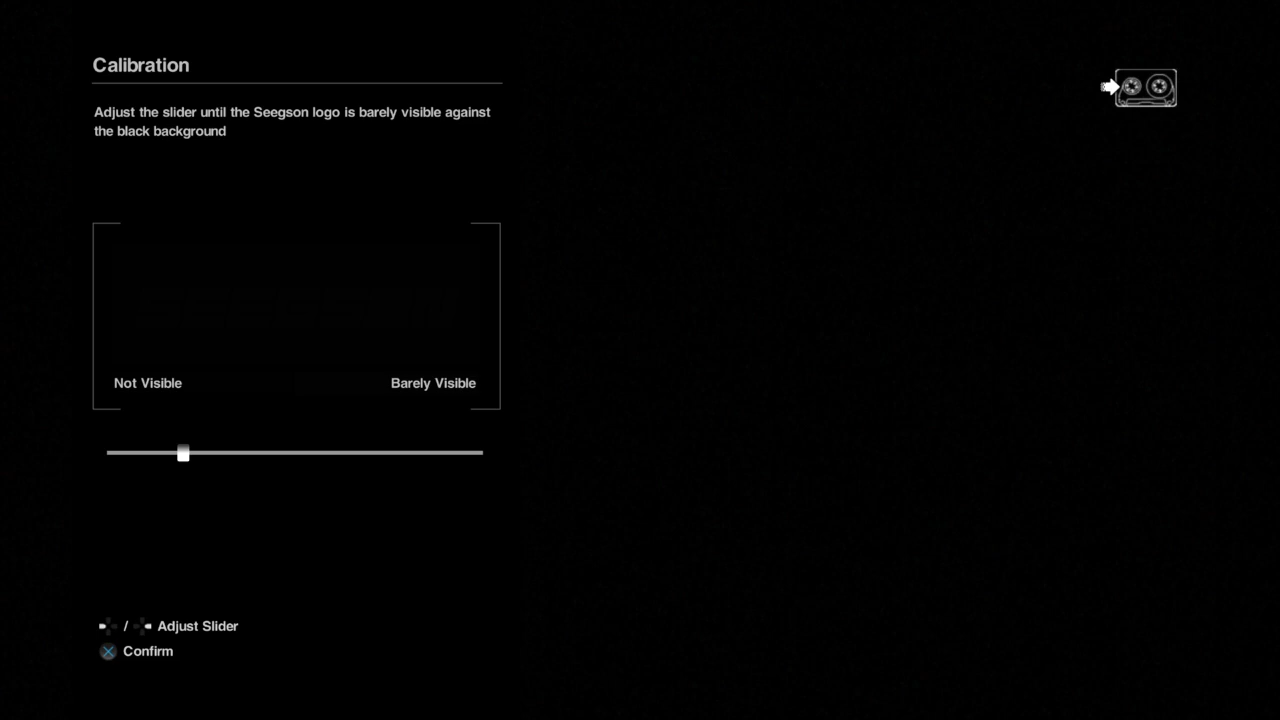 Calibration
Adjust the slider until the Seegson logo is barely visible against
the black background
SEEGSON
Not Visible
Barely Visible
/ Adjust Slider
Confirm